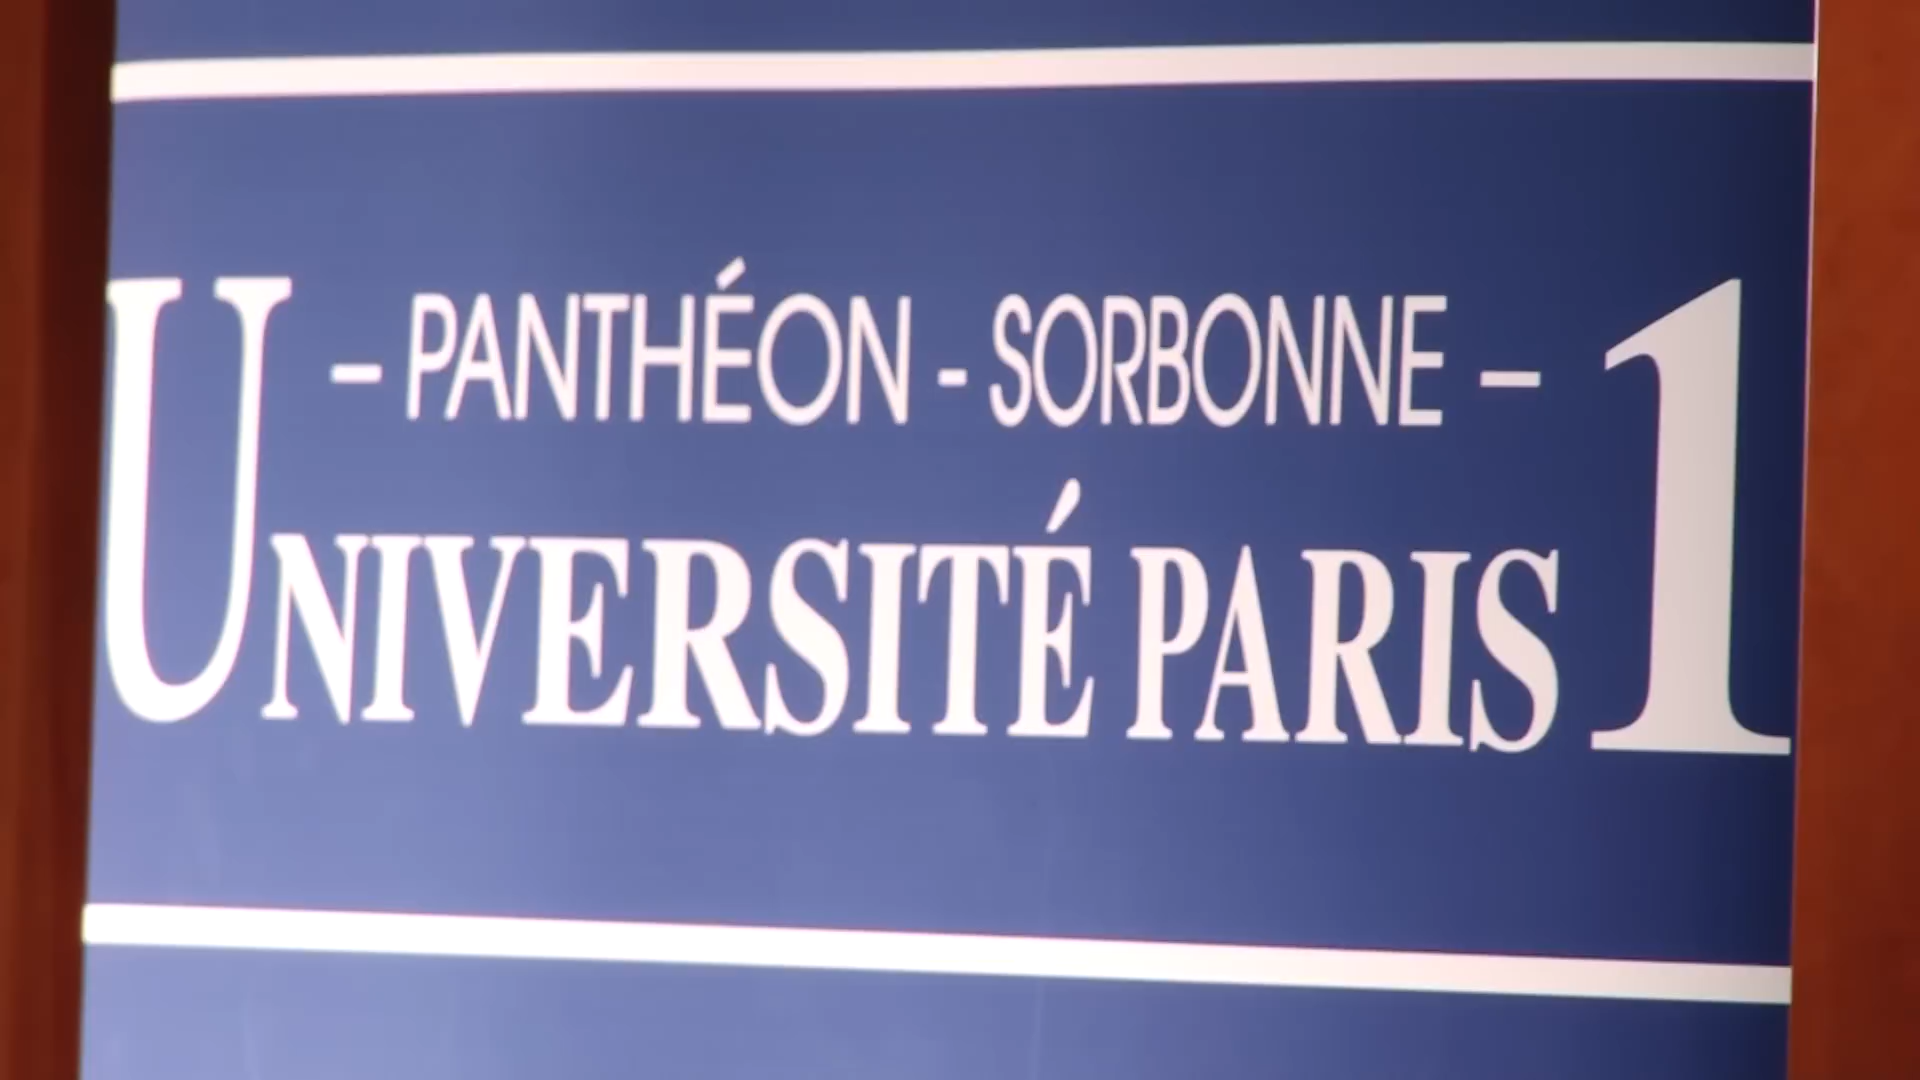 – PANTHÉON - SORBONNE –
UNIVERSITÉ PARIS 1